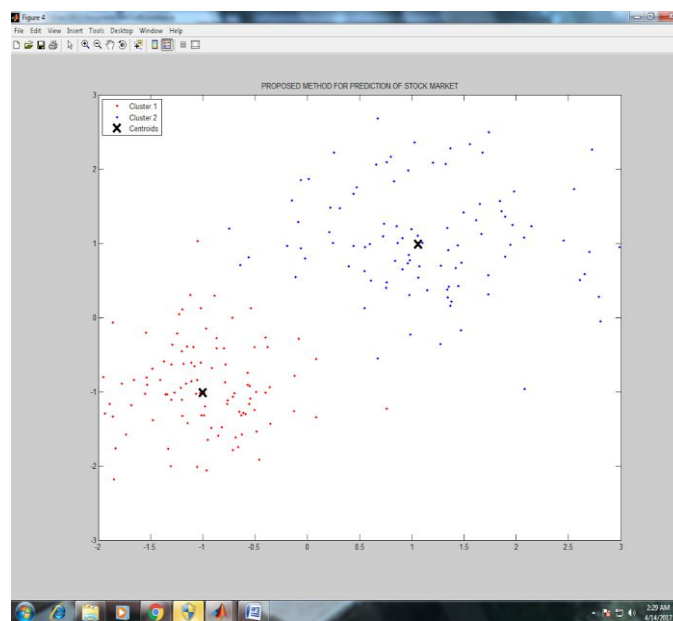 Figure 4
File Edit View Insert Tools Desktop Window Help
PROPOSED METHOD FOR PREDICTION OF STOCK MARKET
Cluster 1
Cluster 2
Centroids
3
2
1
0
-1
-2
-3
-2 -1.5 -1 -0.5 0 0.5 1 1.5 2 2.5 3
2:29 AM
4/14/2017